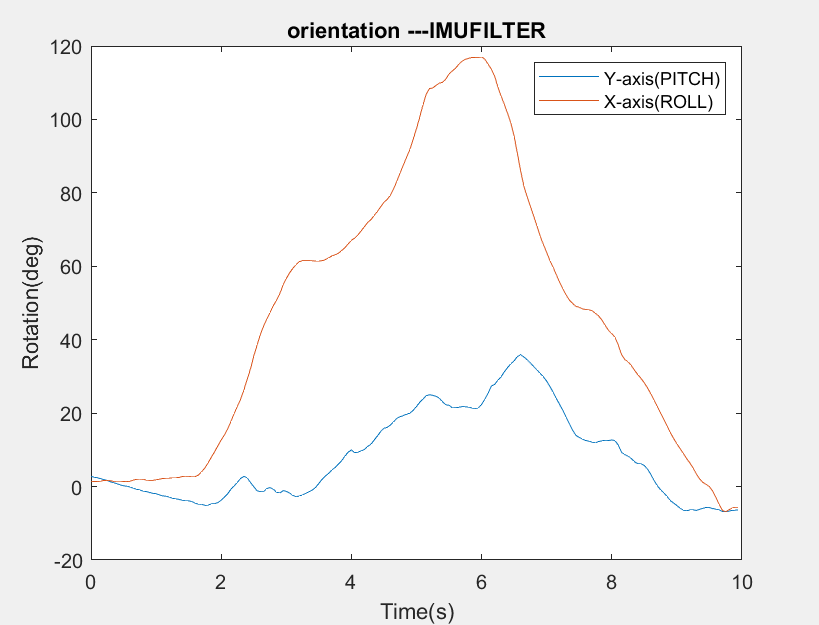 orientation ---IMUFILTER
Y-axis(PITCH)
X-axis(ROLL)
Rotation(deg)
120
100
80
60
40
20
0
-20
0 2 4 6 8 10
Time(s)